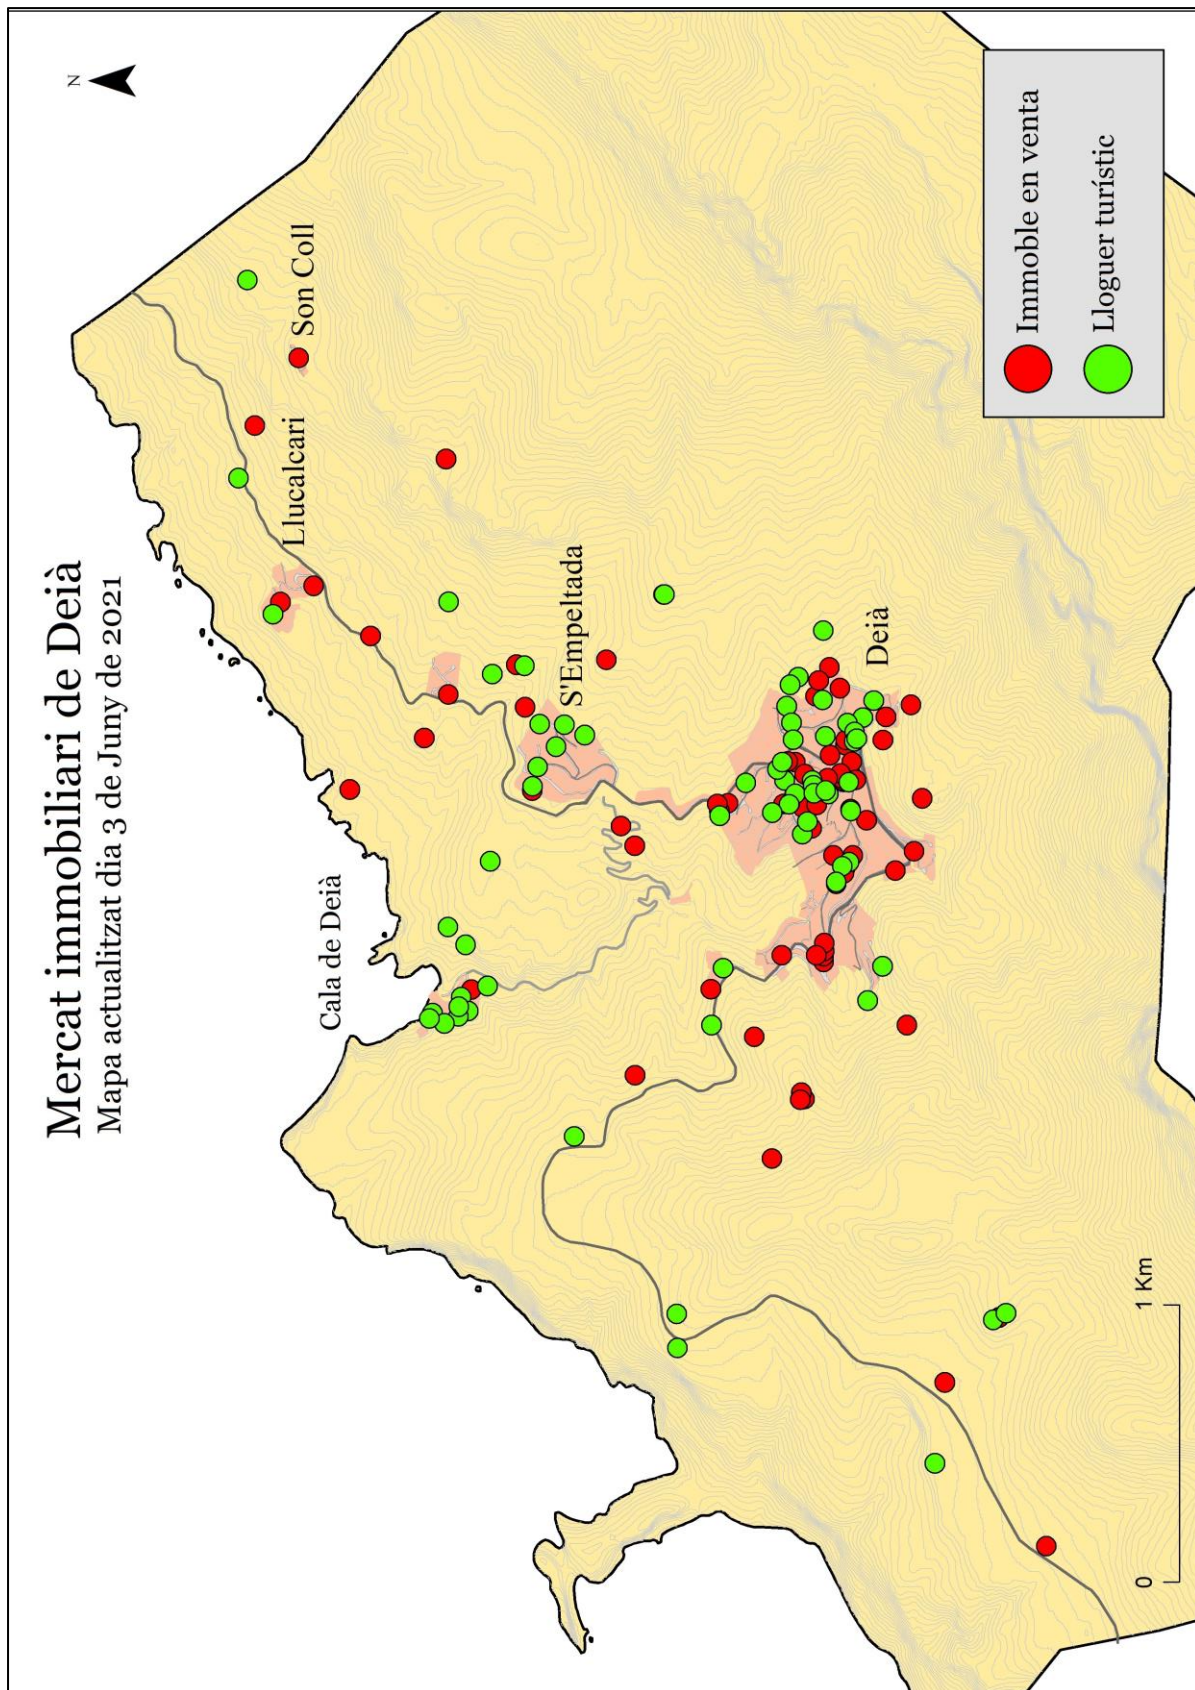 Mercat immobiliari de Deià
Mapa actualitzat dia 3 de Juny de 2021
N
Cala de Deià
Llucalcari
Son Coll
S'Empeltada
Deià
0
1 Km
Immoble en venta
Lloguer turístic